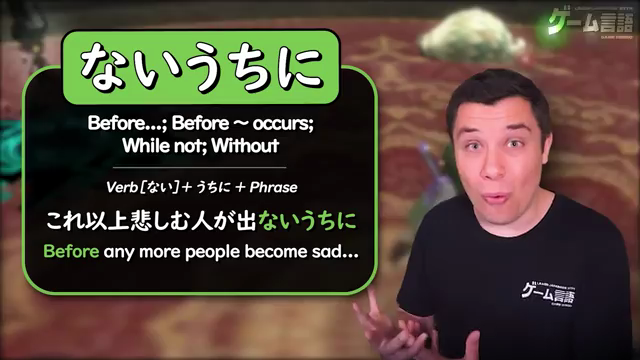 ないうちに
Before...; Before ~ occurs;
While not; Without
Verb [ない] + うちに + Phrase
これ以上悲しむ人が出ないうちに
Before any more people become sad...
ゲーム言語
ゲーム言語